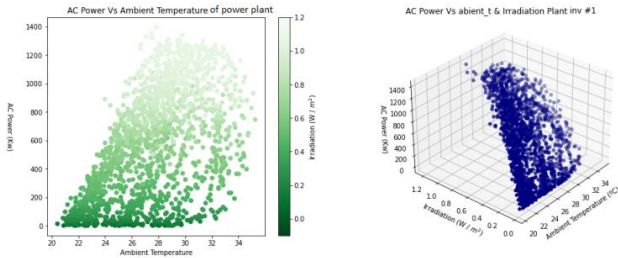 AC Power Vs Ambient Temperature of power plant
1400
1200
1000
800
600
400
200
0
AC Power (Kw)
20 22 24 26 28 30 32 34
Ambient Temperature
1.2
1.0
0.8
0.6
0.4
0.2
0.0
Irradiation (W / m²)
AC Power Vs abient_t & Irradiation Plant inv #1
1400
1200
1000
800
600
400
200
0
AC Power (Kw)
1.2 1.0 0.8 0.6 0.4 0.2 0.0
Irradiation (W / m²)
20 22 24 26 28 30 32 34
Ambient Temperature (ºC)